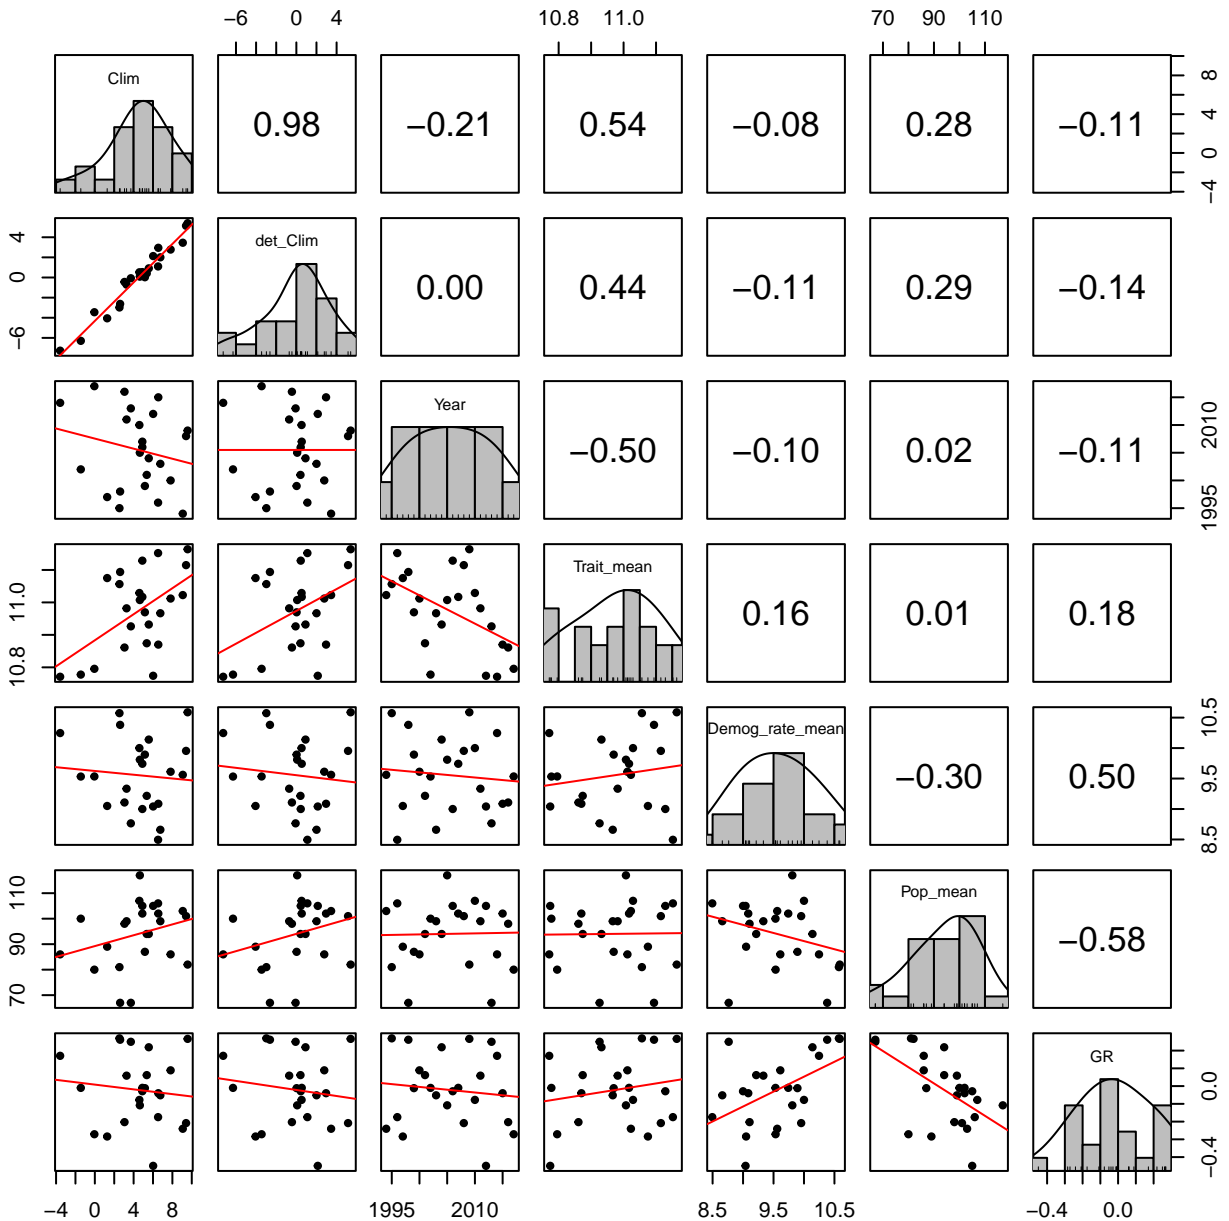 −6 0 4 10.8 11.0 70 90 110
Clim 0.98 −0.21 0.54 −0.08 0.28 −0.11 −4 0 4 8
−6 0 4 det_Clim 0.00 0.44 −0.11 0.29 −0.14
Year −0.50 −0.10 0.02 −0.11 1995 2010
10.8 11.0 Trait_mean 0.16 0.01 0.18
Demog_rate_mean −0.30 0.50 8.5 9.5 10.5
70 90 110 Pop_mean −0.58
GR −0.4 0.0
−4 0 4 8 1995 2010 8.5 9.5 10.5 −0.4 0.0